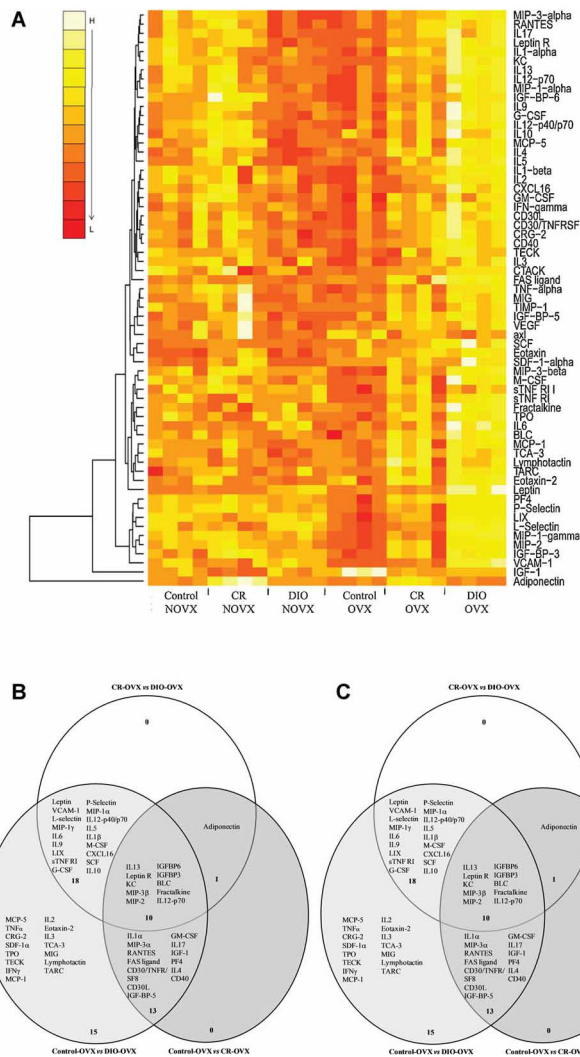 A
H
L
MIP-3-alpha
RANTES
IL17
Leptin R
IL1-alpha
KC
IL13
IL12-p70
MIP-1-alpha
IGF-BP-6
IL9
G-CSF
IL12-p40/p70
IL10
MCP-5
IL4
IL5
IL1-beta
IL2
CXCL16
GM-CSF
IFN-gamma
CD30L
CD30/TNFRSF
CRG-2
CD40
TECK
IL3
CTACK
FAS ligand
TNF-alpha
MIG
TIMP-1
IGF-BP-5
VEGF
axl
SCF
Eotaxin
SDF-1-alpha
MIP-3-beta
M-CSF
sTNF RI I
sTNF RI
Fractalkine
TPO
IL6
BLC
MCP-1
TCA-3
Lymphotactin
TARC
Eotaxin-2
Leptin
PF4
P-Selectin
LIX
L-Selectin
MIP-1-gamma
MIP-2
IGF-BP-3
VCAM-1
IGF-1
Adiponectin
Control CR DIO Control CR DIO
NOVX NOVX NOVX OVX OVX OVX
B
CR-OVX vs DIO-OVX
0
Leptin P-Selectin
VCAM-1 MIP-1α
L-selectin IL12-p40/p70
MIP-1γ IL5
IL6 IL1β
IL9 M-CSF
LIX CXCL16
sTNF RI SCF
G-CSF IL10
18
Adiponectin
1
IL13 IGFBP6
Leptin R IGFBP3
KC BLC
MIP-3β Fractalkine
MIP-2 IL12-p70
10
MCP-5 IL2
TNFα Eotaxin-2
CRG-2 IL3
SDF-1α TCA-3
TPO MIG
TECK Lymphotactin
IFNγ TARC
MCP-1
15
IL1α GM-CSF
MIP-3α IL17
RANTES IGF-1
FAS ligand PF4
CD30/TNFR/ IL4
SF8 CD40
CD30L
IGF-BP-5
13
0
Control-OVX vs DIO-OVX
Control-OVX vs CR-OVX
C
CR-OVX vs DIO-OVX
0
Leptin P-Selectin
VCAM-1 MIP-1α
L-selectin IL12-p40/p70
MIP-1γ IL5
IL6 IL1β
IL9 M-CSF
LIX CXCL16
sTNF RI SCF
G-CSF IL10
18
Adiponectin
1
IL13 IGFBP6
Leptin R IGFBP3
KC BLC
MIP-3β Fractalkine
MIP-2 IL12-p70
10
MCP-5 IL2
TNFα Eotaxin-2
CRG-2 IL3
SDF-1α TCA-3
TPO MIG
TECK Lymphotactin
IFNγ TARC
MCP-1
15
IL1α GM-CSF
MIP-3α IL17
RANTES IGF-1
FAS ligand PF4
CD30/TNFR/ IL4
SF8 CD40
CD30L
IGF-BP-5
13
0
Control-OVX vs DIO-OVX
Control-OVX vs CR-OVX